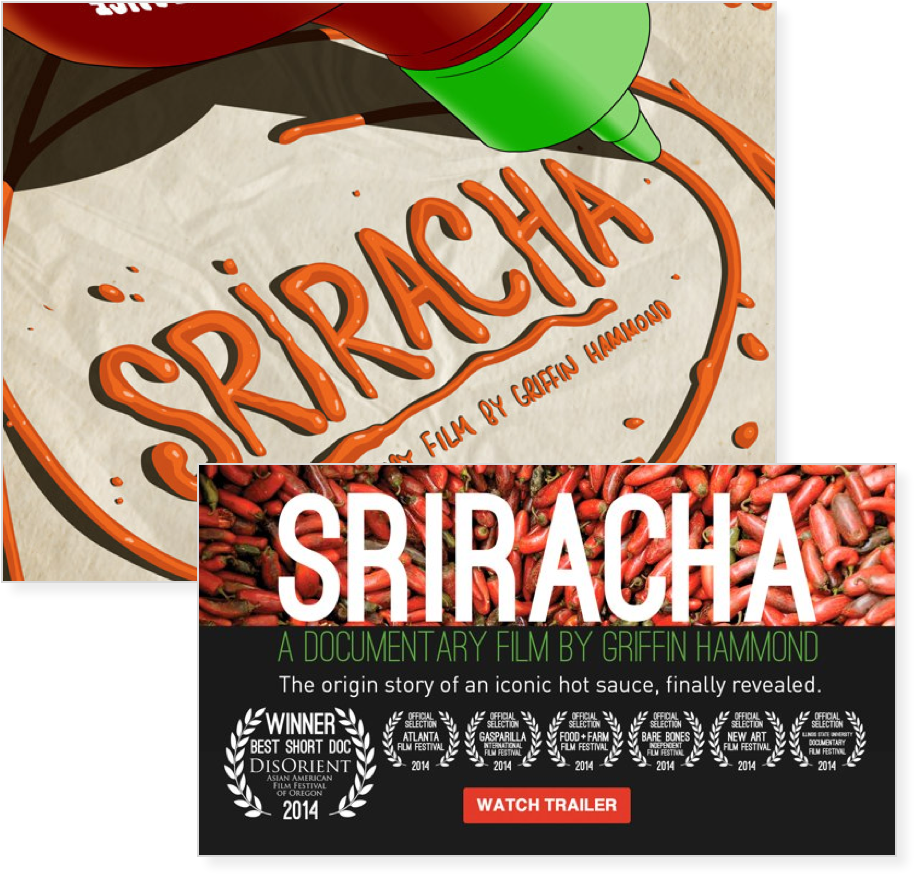 SRIRACHA
FILM BY GRIFFIN HAMMOND
SRIRACHA
A DOCUMENTARY FILM BY GRIFFIN HAMMOND
The origin story of an iconic hot sauce, finally revealed.
WINNER
BEST SHORT DOC
DISORIENT
ASIAN AMERICAN
FILM FESTIVAL
OF OREGON
2014
OFFICIAL
SELECTION
ATLANTA
FILM FESTIVAL
2014
OFFICIAL
SELECTION
GASPARILLA
INTERNATIONAL
FILM FESTIVAL
2014
OFFICIAL
SELECTION
FOOD+FARM
FILM FESTIVAL
2014
OFFICIAL
SELECTION
BARE BONES
INDEPENDENT
FILM FESTIVAL
2014
OFFICIAL
SELECTION
NEW ART
FILM FESTIVAL
2014
OFFICIAL
SELECTION
ILLINOIS STATE UNIVERSITY
DOCUMENTARY
FILM FESTIVAL
2014
WATCH TRAILER